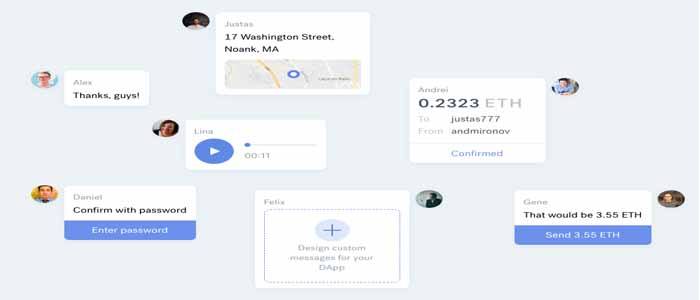 Justas
17 Washington Street,
Noank, MA
Alex
Thanks, guys!
Andrei
0.2323 ETH
To justas777
From andmironov
Confirmed
Lina
00:11
Daniel
Confirm with password
Enter password
Felix
Design custom
messages for your
DApp
Gene
That would be 3.55 ETH
Send 3.55 ETH